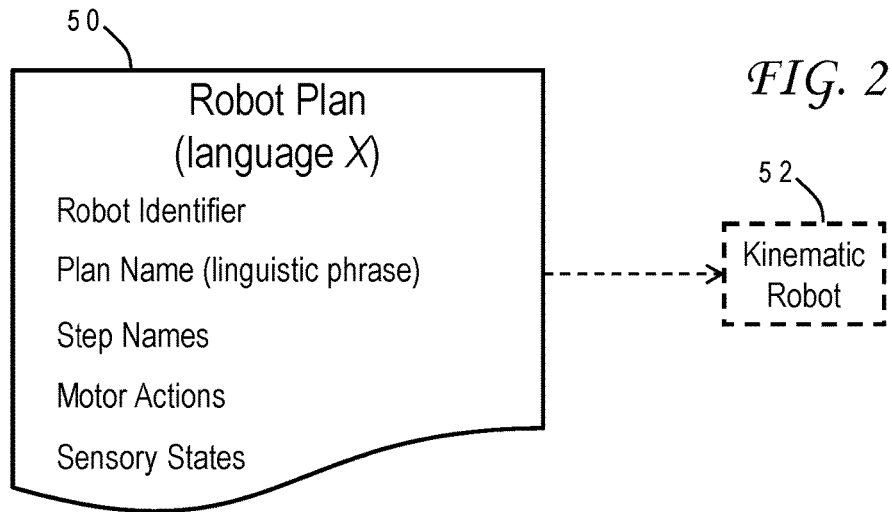 50
FIG. 2
Robot Plan
(language X)
Robot Identifier
Plan Name (linguistic phrase)
Step Names
Motor Actions
Sensory States
52
Kinematic
Robot